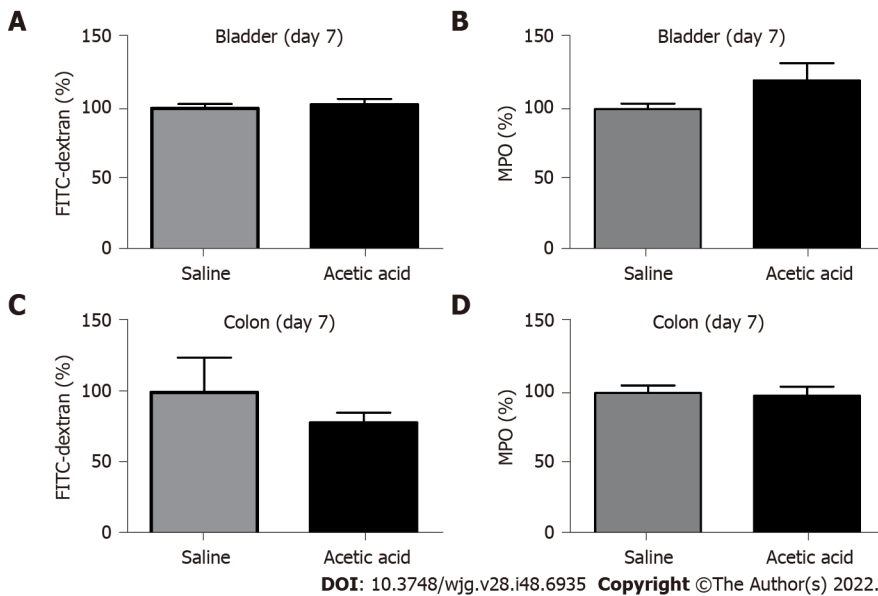 A
Bladder (day 7)
FITC-dextran (%)
150
100
50
0
Saline
Acetic acid
B
Bladder (day 7)
MPO (%)
150
100
50
0
Saline
Acetic acid
C
Colon (day 7)
FITC-dextran (%)
150
100
50
0
Saline
Acetic acid
D
Colon (day 7)
MPO (%)
150
100
50
0
Saline
Acetic acid
DOI: 10.3748/wjg.v28.i48.6935 Copyright ©The Author(s) 2022.